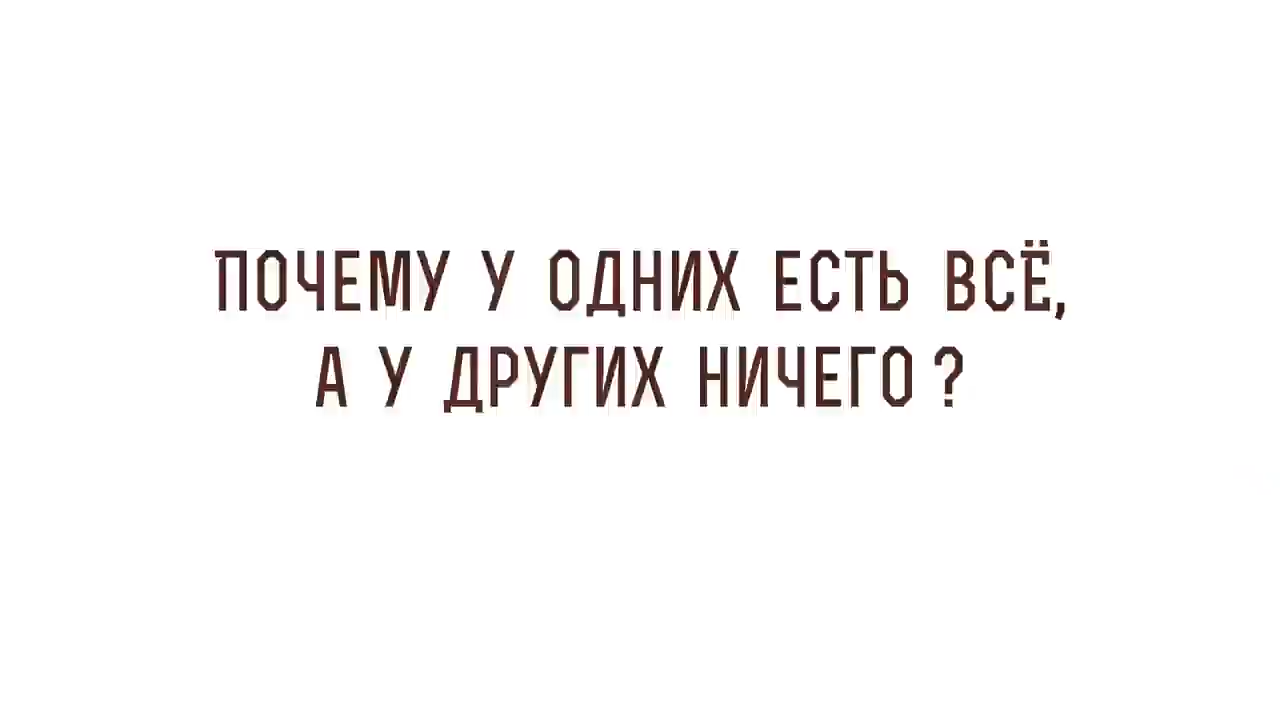 ПОЧЕМУ У ОДНИХ ЕСТЬ ВСЁ,
А У ДРУГИХ НИЧЕГО?